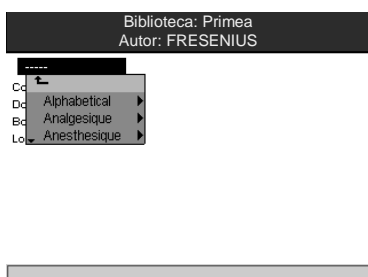 Biblioteca: Primea
Autor: FRESENIUS
-----
Alphabetical
Analgesique
Anesthesique